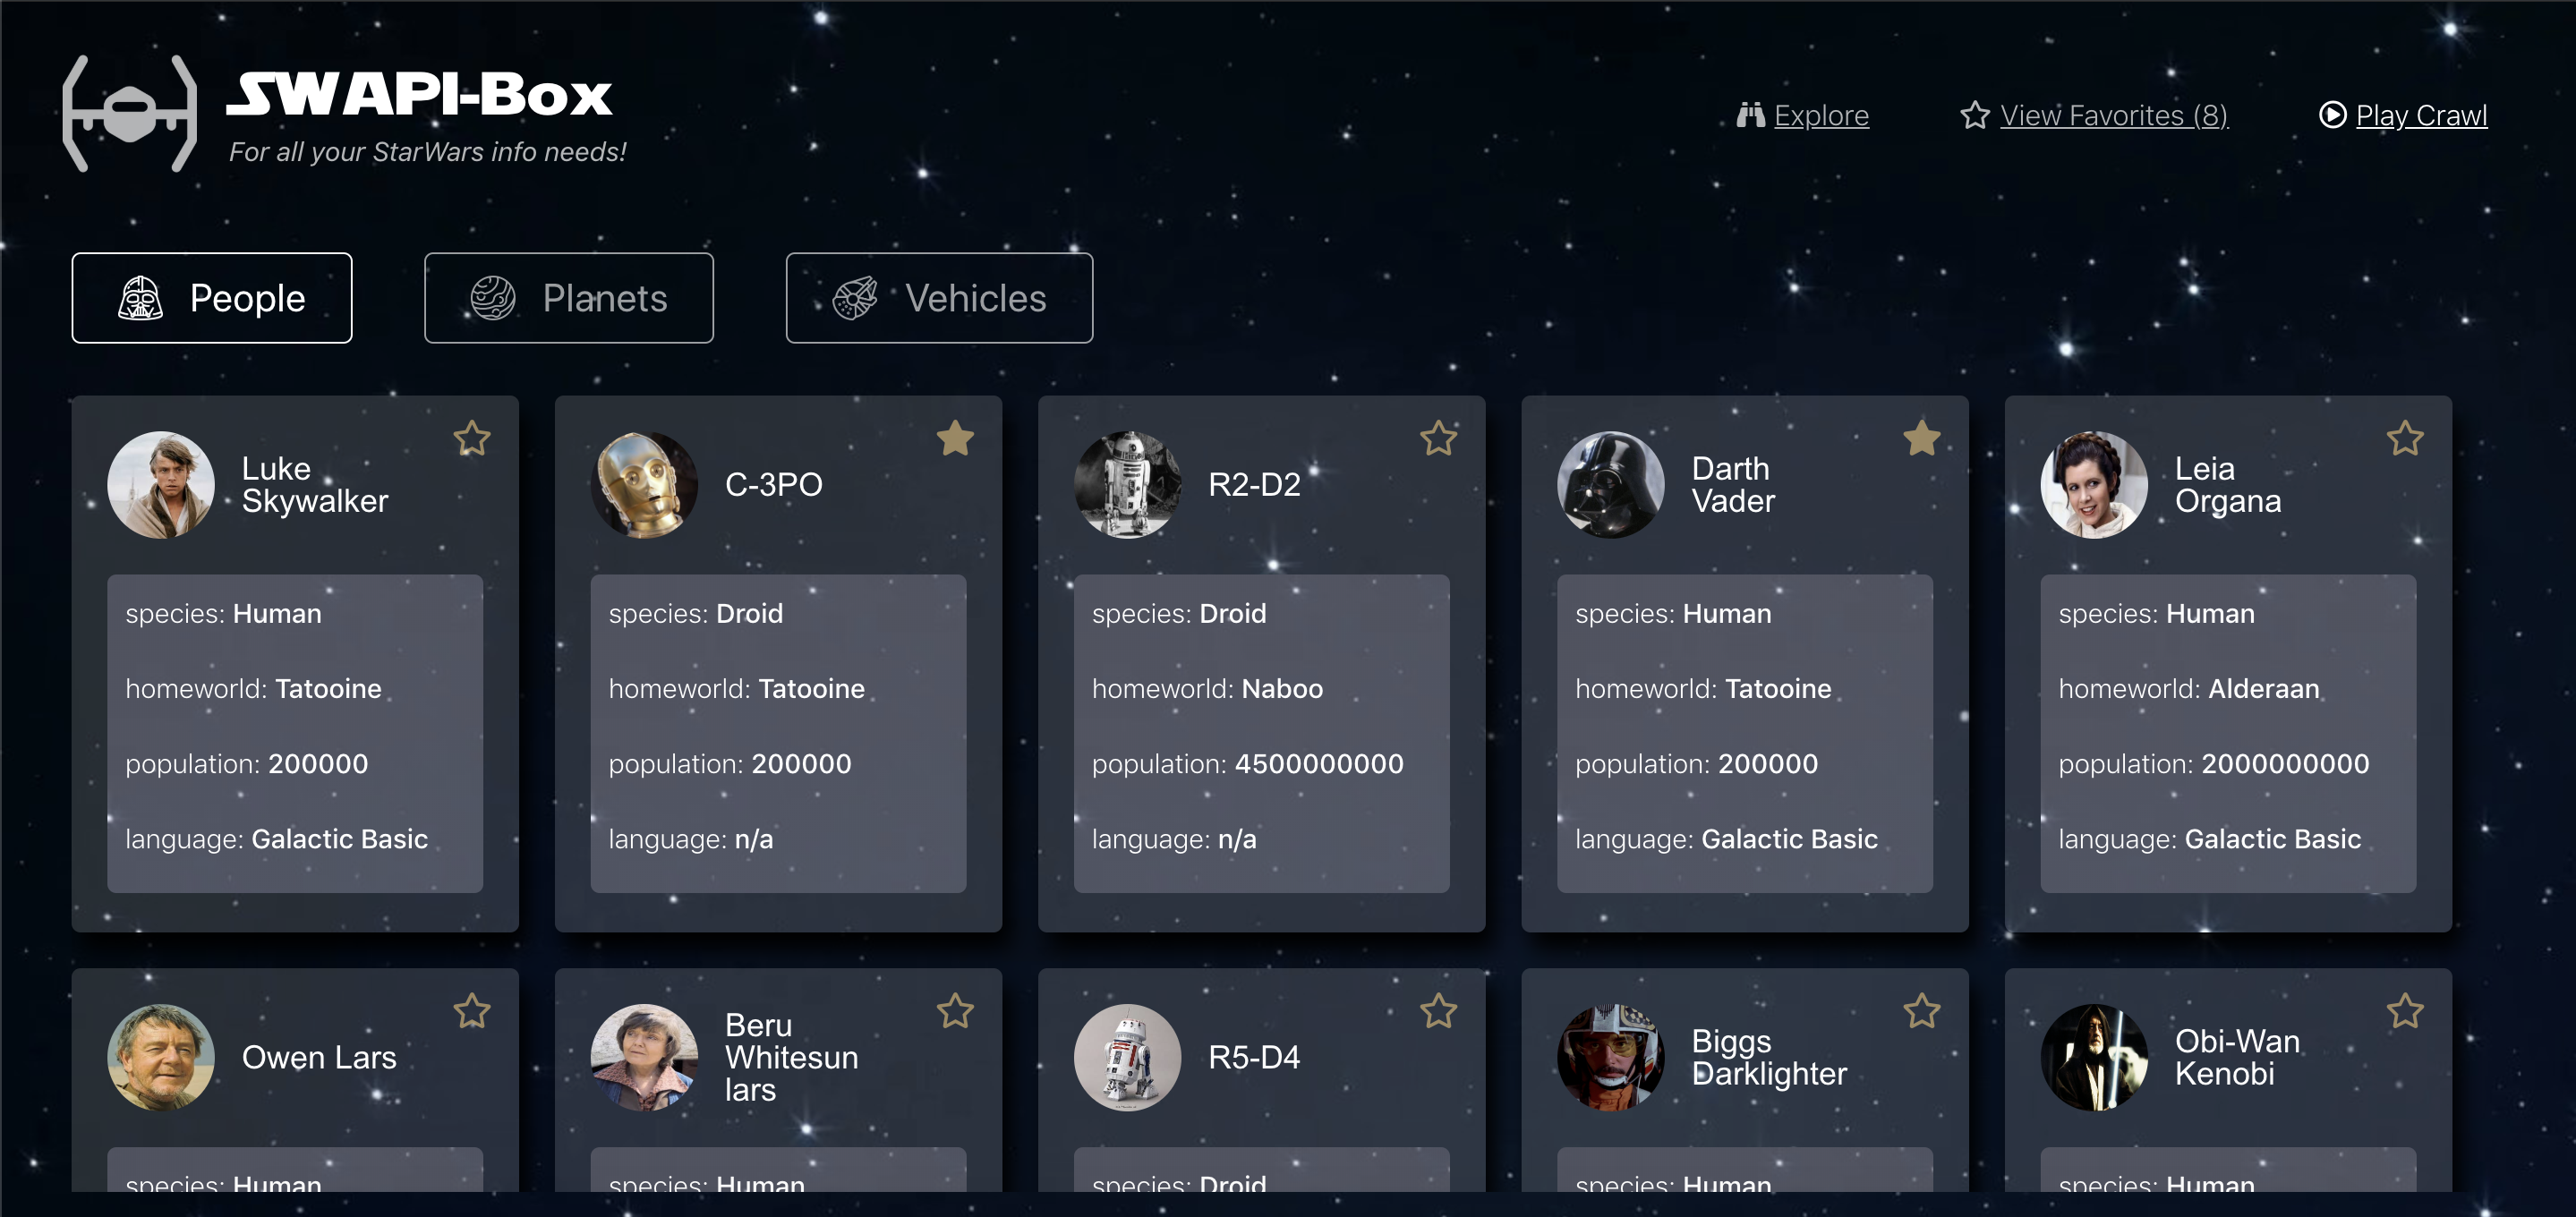 SWAPI-Box
For all your StarWars info needs!
Explore
View Favorites (8)
Play Crawl
People
Planets
Vehicles
Luke
Skywalker
species: Human
homeworld: Tatooine
population: 200000
language: Galactic Basic
C-3PO
species: Droid
homeworld: Tatooine
population: 200000
language: n/a
R2-D2
species: Droid
homeworld: Naboo
population: 4500000000
language: n/a
Darth
Vader
species: Human
homeworld: Tatooine
population: 200000
language: Galactic Basic
Leia
Organa
species: Human
homeworld: Alderaan
population: 2000000000
language: Galactic Basic
Owen Lars
species: Human
Beru
Whitesun
lars
species: Human
R5-D4
species: Droid
Biggs
Darklighter
species: Human
Obi-Wan
Kenobi
species: Human